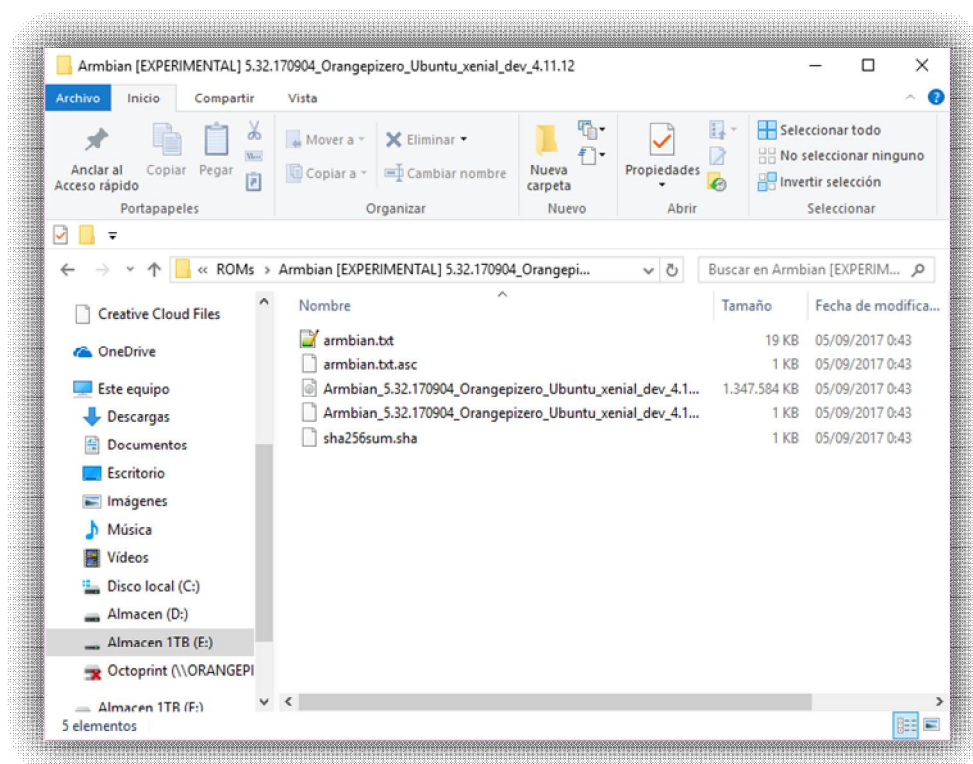 Armbian [EXPERIMENTAL] 5.32.170904_Orangepizero_Ubuntu_xenial_dev_4.11.12
Archivo Inicio Compartir Vista
Anclar al Acceso rápido
Copiar
Pegar
Portapapeles
Mover a
Copiar a
Eliminar
Cambiar nombre
Organizar
Nueva carpeta
Nuevo
Propiedades
Abrir
Seleccionar todo
No seleccionar ninguno
Invertir selección
Seleccionar
« ROMs > Armbian [EXPERIMENTAL] 5.32.170904_Orangepi...
Buscar en Armbian [EXPERIM...
Creative Cloud Files
OneDrive
Este equipo
Descargas
Documentos
Escritorio
Imágenes
Música
Vídeos
Disco local (C:)
Almacen (D:)
Almacen 1TB (E:)
Octoprint (\\ORANGEPI
Almacen 1TB (E:)
Nombre Tamaño Fecha de modifica...
armbian.txt 19 KB 05/09/2017 0:43
armbian.txt.asc 1 KB 05/09/2017 0:43
Armbian_5.32.170904_Orangepizero_Ubuntu_xenial_dev_4.1... 1.347.584 KB 05/09/2017 0:43
Armbian_5.32.170904_Orangepizero_Ubuntu_xenial_dev_4.1... 1 KB 05/09/2017 0:43
sha256sum.sha 1 KB 05/09/2017 0:43
5 elementos